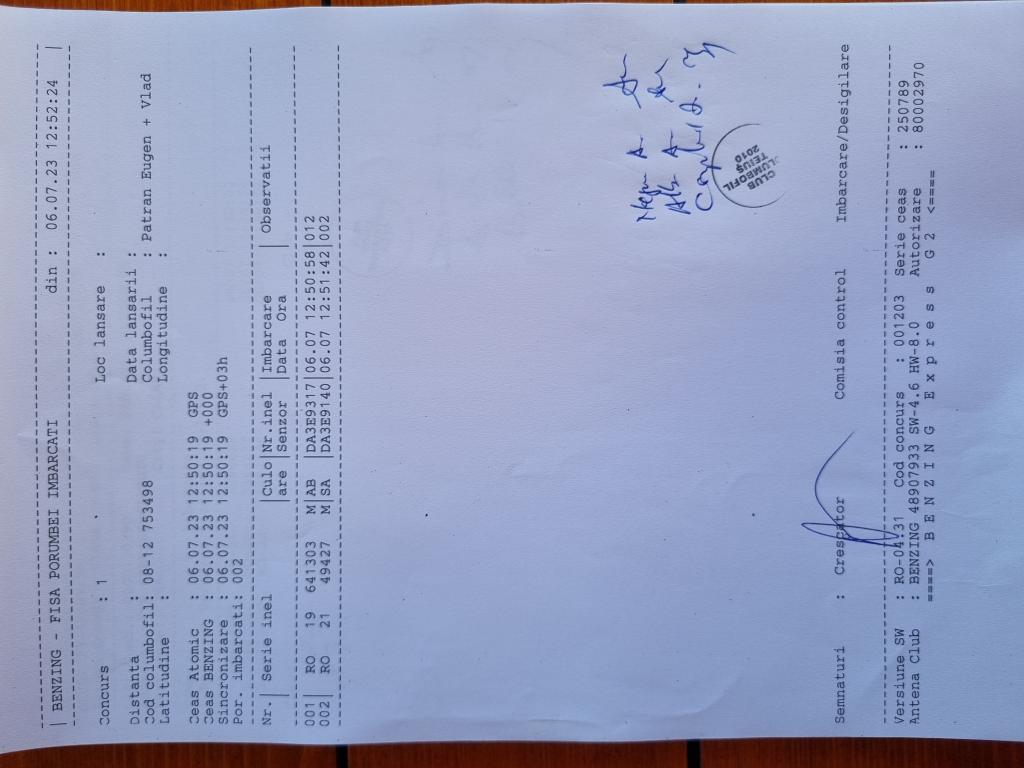 | BENZING - FISA PORUMBEI IMBARCATI din : 06.07.23 12:52:24 |
Concurs : 1 Loc lansare :
Distanta : Data lansarii :
Cod columbofil: 08-12 753498 Columbofil : Patran Eugen + Vlad
Latitudine : Longitudine :
Ceas Atomic : 06.07.23 12:50:19 GPS
Ceas BENZING : 06.07.23 12:50:19 +000
Sincronizare : 06.07.23 12:50:19 GPS+03h
Por. imbarcati: 002
Nr.| Serie inel |Culo|Nr.inel |Imbarcare | Observatii
| |are |Senzor |Data Ora |
001| RO 19 641303 M|AB |DA3E9317|06.07 12:50:58|012
002| RO 21 49427 M|SA |DA3E9140|06.07 12:51:42|002
CLUB
COLUMBOFIL
TEIUȘ
2010
Semnaturi : Crescator Comisia control Imbarcare/Desigilare
Versiune SW : RO-04.31 Cod concurs : 001203 Serie ceas : 250789
Antena Club : BENZING 48907933 SW-4.6 HW-8.0 Autorizare : 80002970
====> B E N Z I N G E x p r e s s G 2 <====